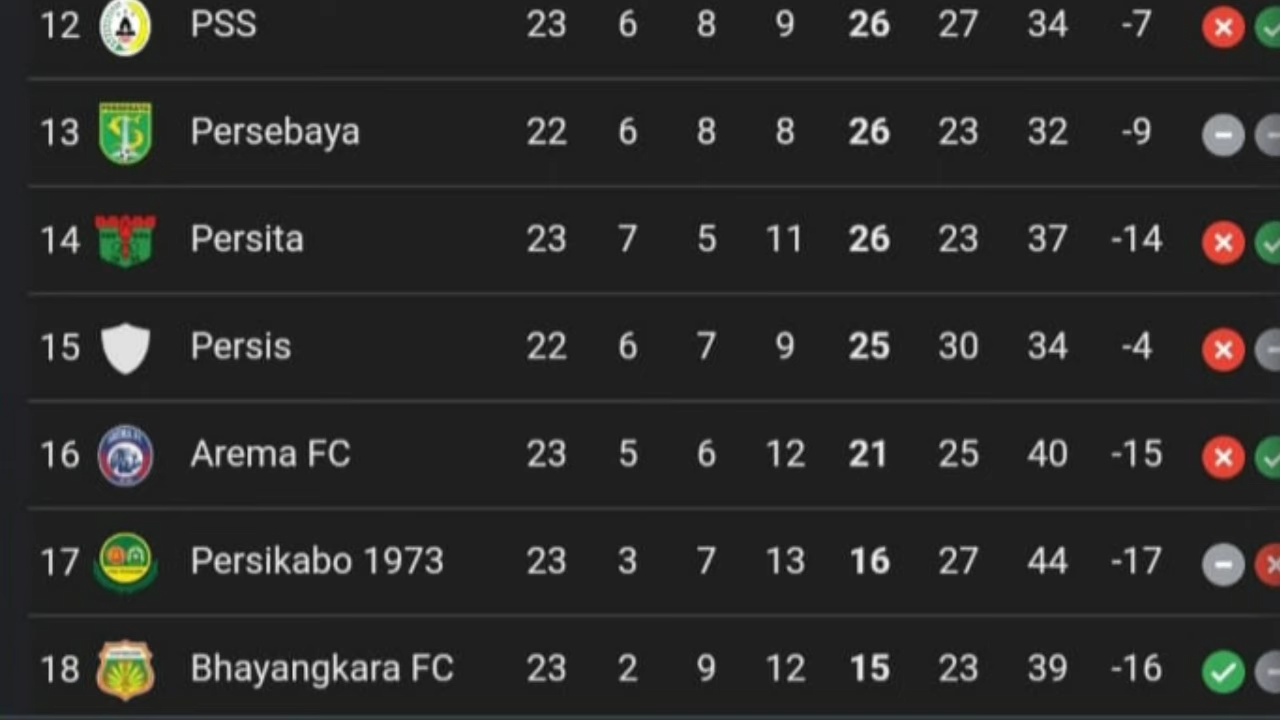 12 PSS 23 6 8 9 26 27 34 -7
13 Persebaya 22 6 8 8 26 23 32 -9
14 Persita 23 7 5 11 26 23 37 -14
15 Persis 22 6 7 9 25 30 34 -4
16 Arema FC 23 5 6 12 21 25 40 -15
17 Persikabo 1973 23 3 7 13 16 27 44 -17
18 Bhayangkara FC 23 2 9 12 15 23 39 -16